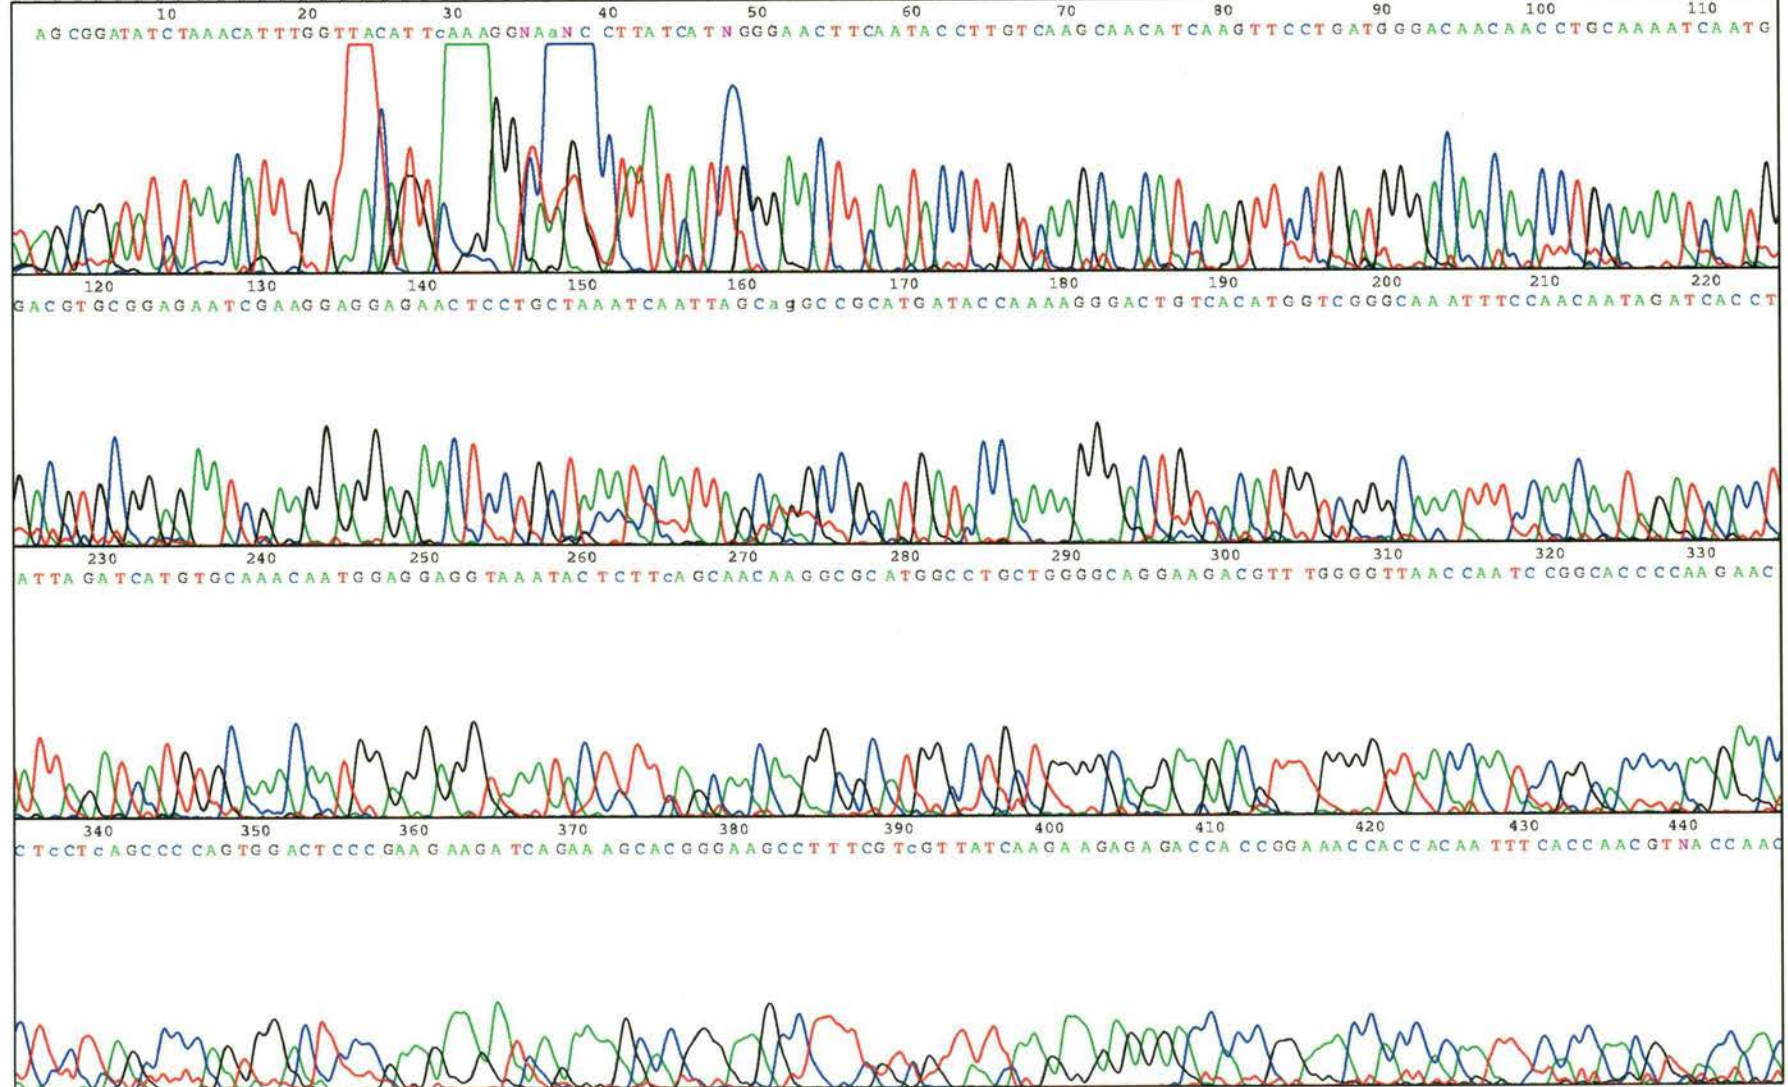 10 20 30 40 50 60 70 80 90 100 110
AGCGGATATCTAAACATTTGGTTACATTcAAAGGNAaNC CTTATCATNGGGAACTTCAATACCTTGTCAAGCAACATCAAGTTCCTGATGGGACAACAACCTGCAAAATCAATG
120 130 140 150 160 170 180 190 200 210 220
GACGTGCGGAGAATCGAAGGAGGAGAACTCCTGCTAAATCAATTAGCagGCCGCATGATACCAAAAGGGACTGTCACATGGTCGGGCAAATTTCCAACAATAGATCACCT
230 240 250 260 270 280 290 300 310 320 330
ATTAGATCATGTGCAAACAATGGAGGAGGTAAATACTCTTcAGCAACAAGGCGCATGGCCTGCTGGGGCAGGAAGACGTT TGGGGTTAACCAATCCGGCACCCCAAGAAC
340 350 360 370 380 390 400 410 420 430 440
CTcCTcAGCCCCAGTGGACTCCCGAAGAAGATCAGAAAGCACGGGAAGCCTTTCGTcGTTATCAAGAAGAGAGACCACCGGAAACCACCACAATTTCACCAACGTNACCAAC